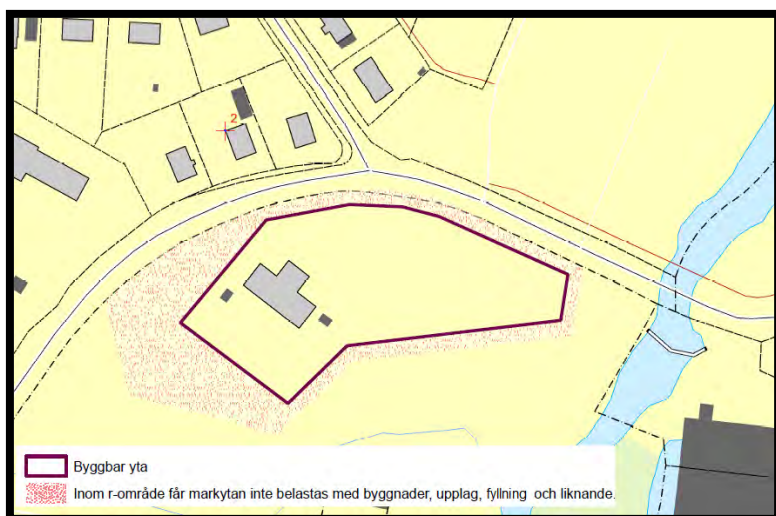 2
Byggbar yta
Inom r-område får markytan inte belastas med byggnader, upplag, fyllning och liknande.